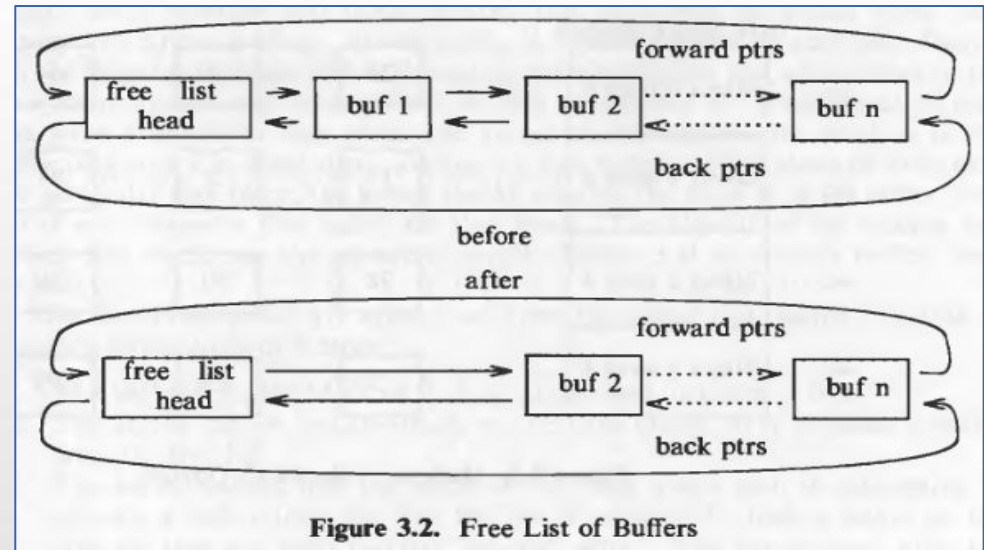 forward ptrs
free list
head
buf 1
buf 2
buf n
back ptrs
before
after
forward ptrs
free list
head
buf 2
buf n
back ptrs
Figure 3.2. Free List of Buffers